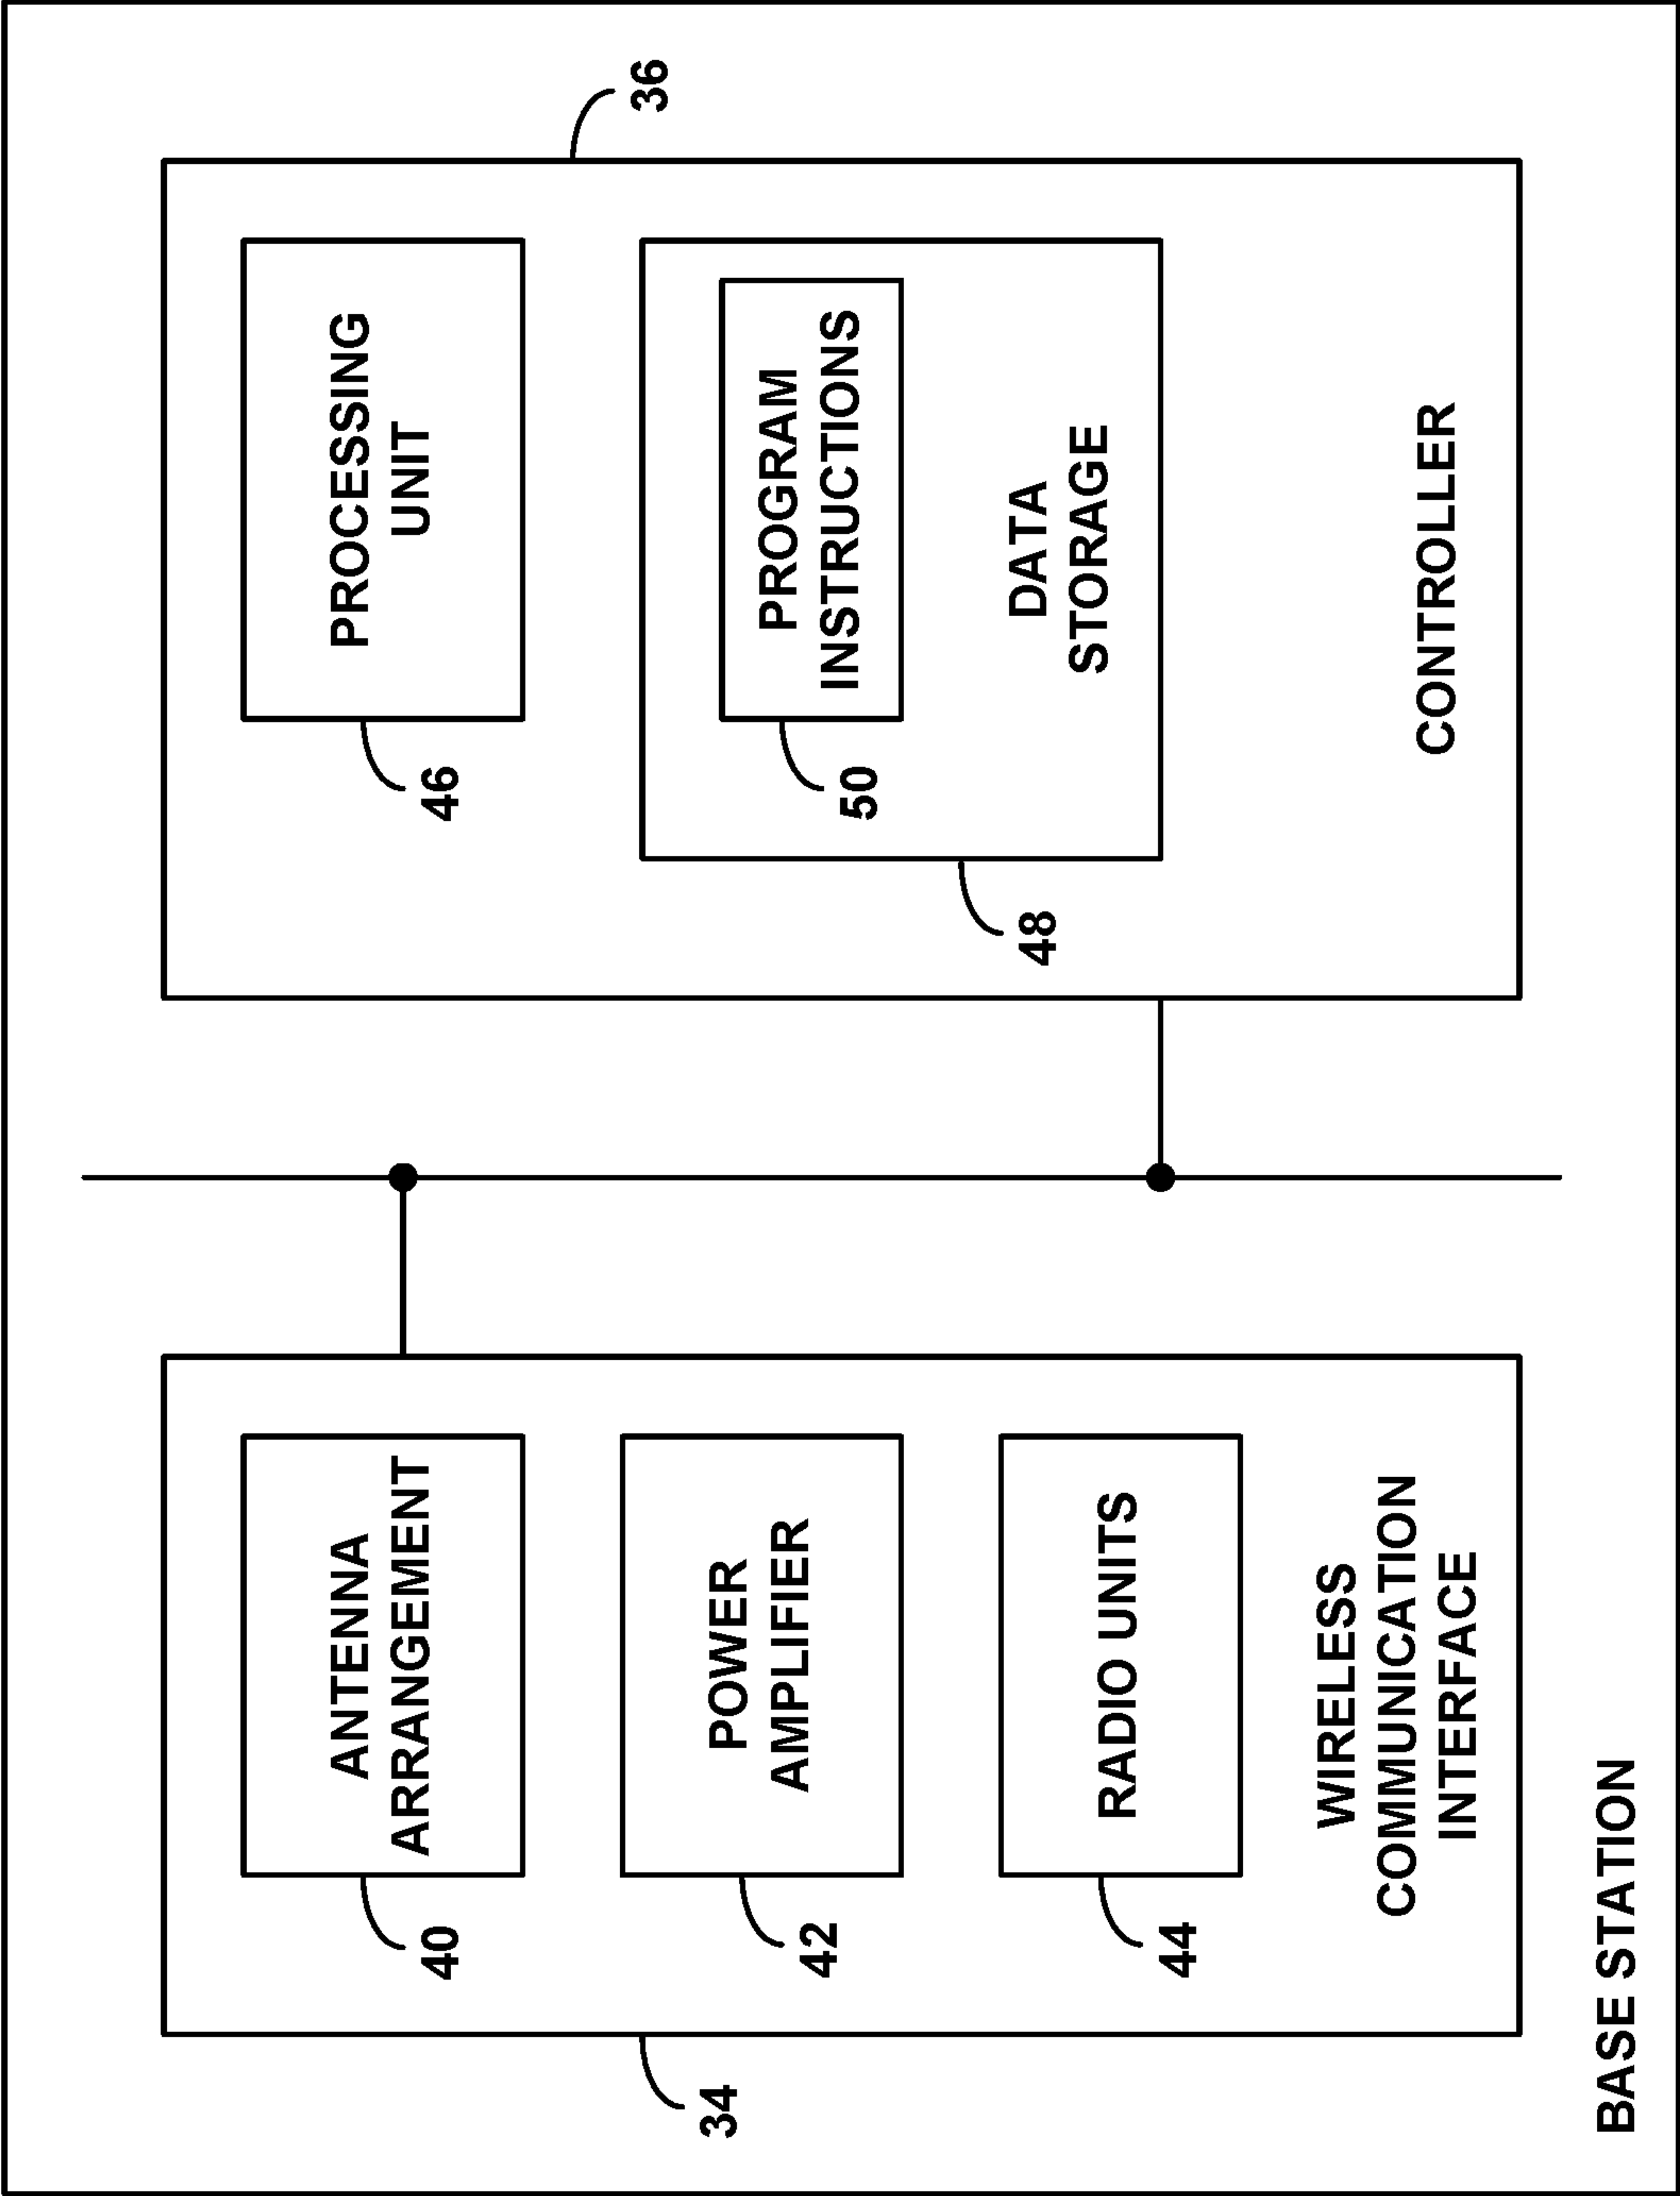 34
40
ANTENNA
ARRANGEMENT
42
POWER
AMPLIFIER
44
RADIO UNITS
WIRELESS
COMMUNICATION
INTERFACE
36
46
PROCESSING
UNIT
50
PROGRAM
INSTRUCTIONS
48
DATA
STORAGE
CONTROLLER
BASE STATION